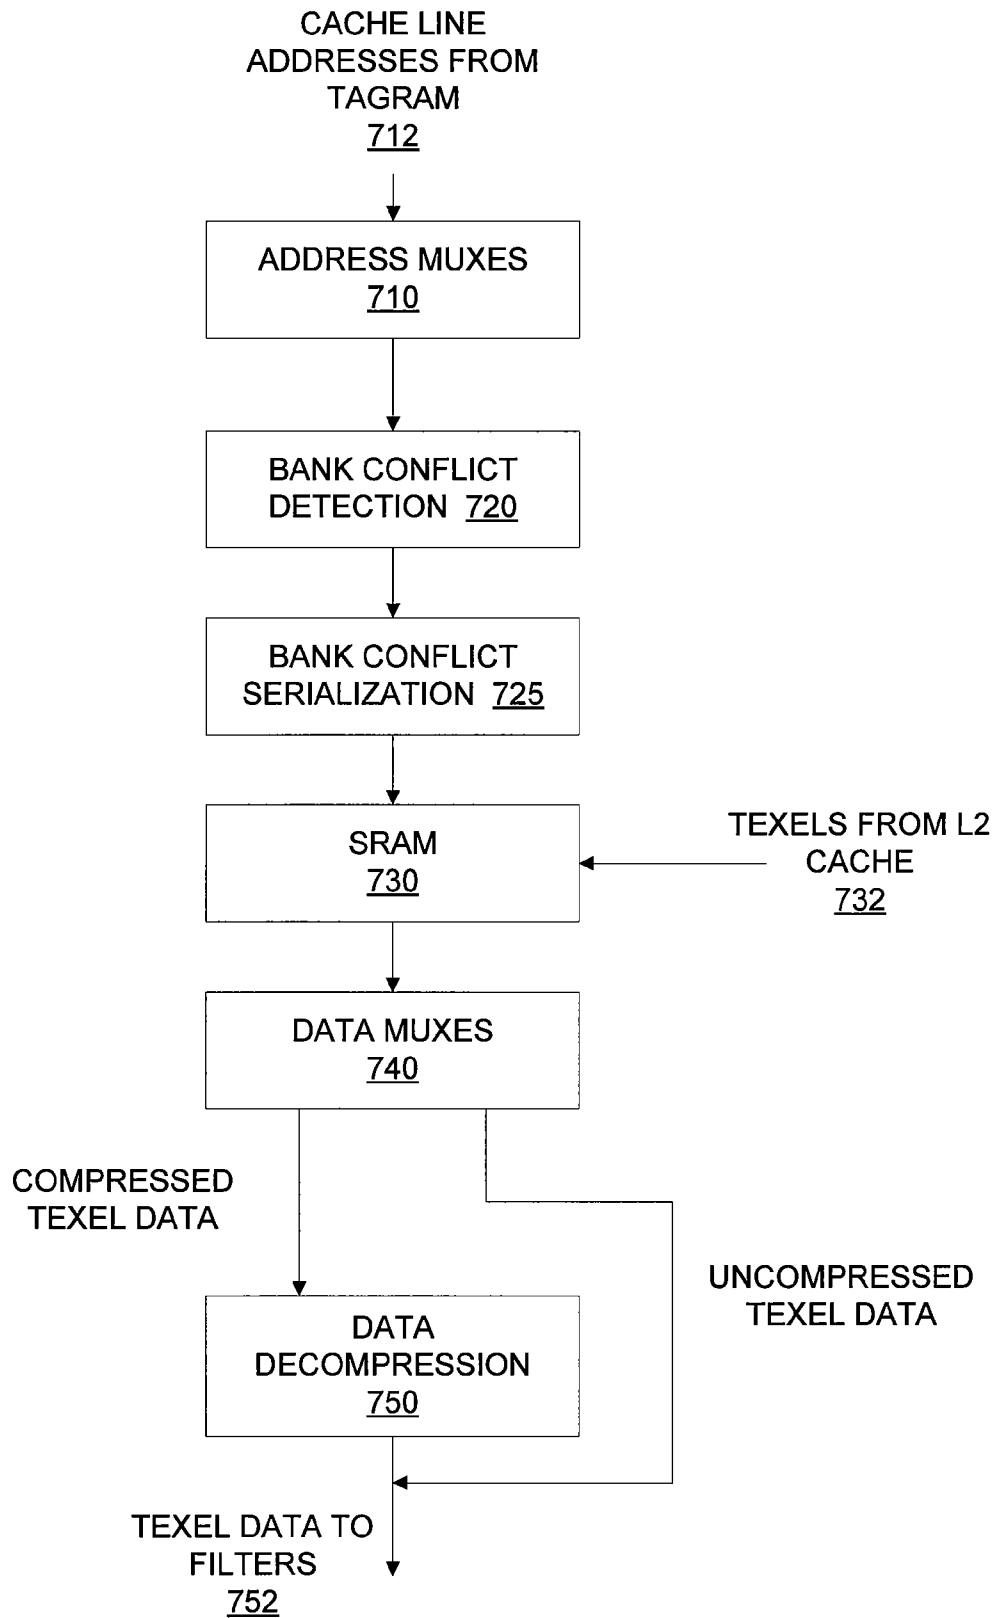 CACHE LINE
ADDRESSES FROM
TAGRAM
712
ADDRESS MUXES
710
BANK CONFLICT
DETECTION 720
BANK CONFLICT
SERIALIZATION 725
SRAM
730
TEXELS FROM L2
CACHE
732
DATA MUXES
740
COMPRESSED
TEXEL DATA
UNCOMPRESSED
TEXEL DATA
DATA
DECOMPRESSION
750
TEXEL DATA TO
FILTERS
752